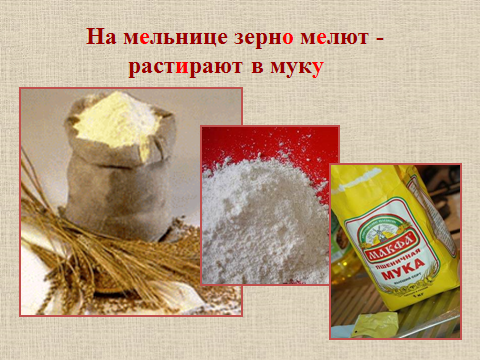 На мельнице зерно мелют -
растирают в муку
МАКФА
ПШЕНИЧНАЯ
МУКА